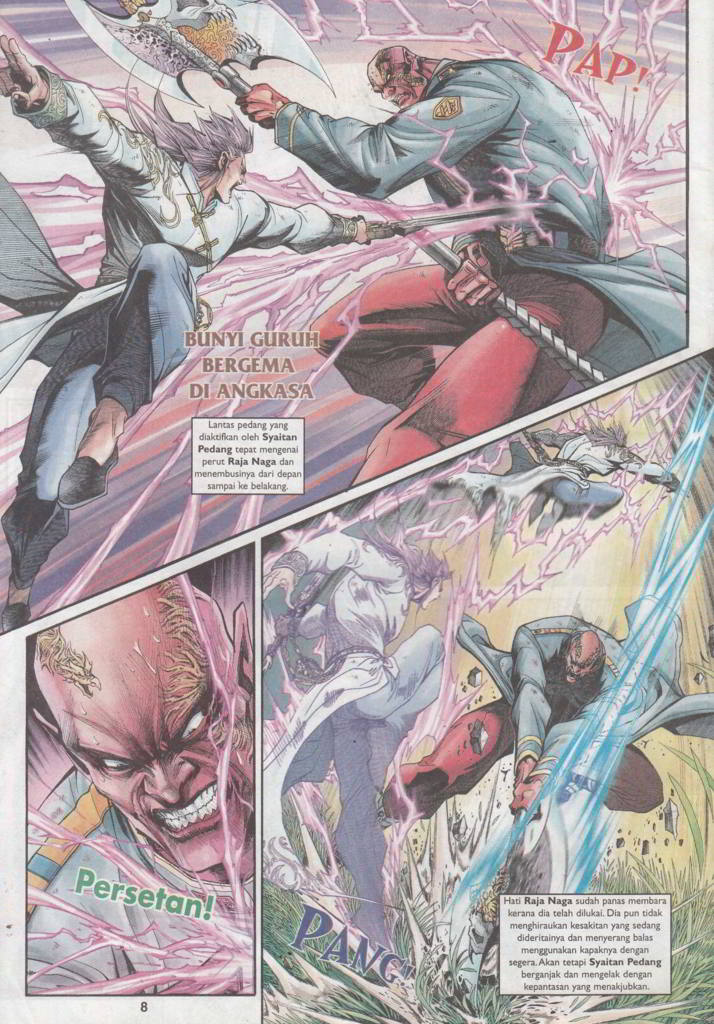 PAP!
BUNYI GURUH
BERGEMA
DI ANGKASA
Lantas pedang yang
diaktifkan oleh Syaitan
Pedang tepat mengenai
perut Raja Naga dan
menembusinya dari depan
sampai ke belakang.
Persetan!
PANG!
Hati Raja Naga sudah panas membara
kerana dia telah dilukai. Dia pun tidak
menghiraukan kesakitan yang sedang
dideritainya dan menyerang balas
menggunakan kapaknya dengan
segera. Akan tetapi Syaitan Pedang
berganjak dan mengelak dengan
kepantasan yang menakjubkan.
8